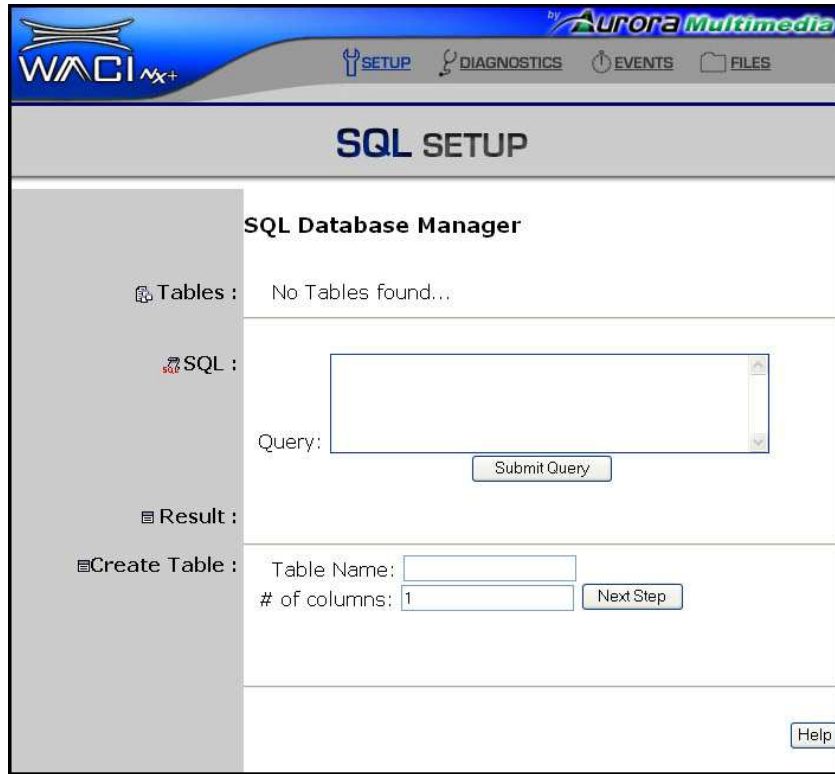 by Aurora Multimedia
WACI NX+
SETUP DIAGNOSTICS EVENTS FILES
SQL SETUP
SQL Database Manager
Tables : No Tables found...
SQL SQL :
Query:
Submit Query
Result :
Create Table : Table Name:
# of columns: 1 Next Step
Help